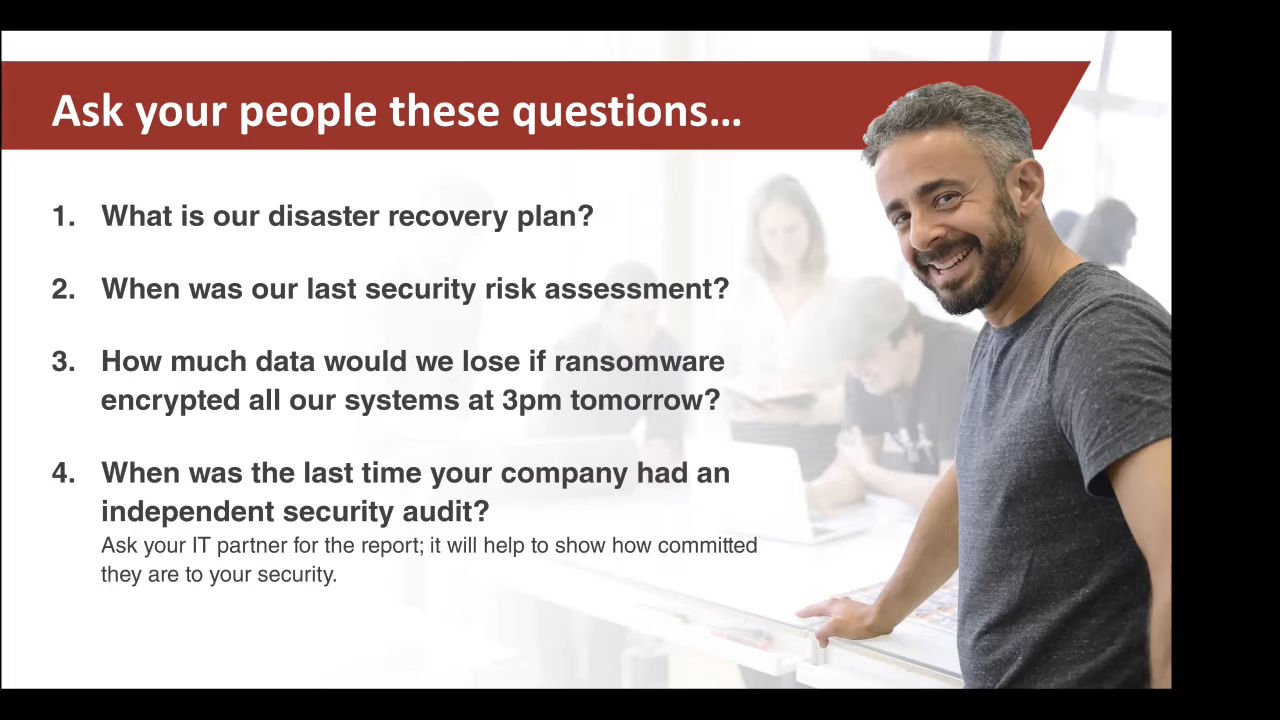 Ask your people these questions...
1. What is our disaster recovery plan?
2. When was our last security risk assessment?
3. How much data would we lose if ransomware
encrypted all our systems at 3pm tomorrow?
4. When was the last time your company had an
independent security audit?
Ask your IT partner for the report; it will help to show how committed
they are to your security.